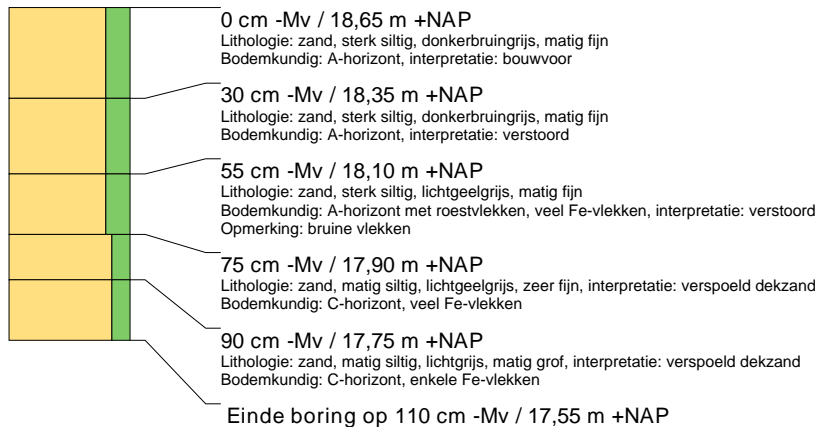 0 cm -Mv / 18,65 m +NAP
Lithologie: zand, sterk siltig, donkerbruingrijs, matig fijn
Bodemkundig: A-horizont, interpretatie: bouwvoor
30 cm -Mv / 18,35 m +NAP
Lithologie: zand, sterk siltig, donkerbruingrijs, matig fijn
Bodemkundig: A-horizont, interpretatie: verstoord
55 cm -Mv / 18,10 m +NAP
Lithologie: zand, sterk siltig, lichtgeelgrijs, matig fijn
Bodemkundig: A-horizont met roestvlekken, veel Fe-vlekken, interpretatie: verstoord
Opmerking: bruine vlekken
75 cm -Mv / 17,90 m +NAP
Lithologie: zand, matig siltig, lichtgeelgrijs, zeer fijn, interpretatie: verspoeld dekzand
Bodemkundig: C-horizont, veel Fe-vlekken
90 cm -Mv / 17,75 m +NAP
Lithologie: zand, matig siltig, lichtgrijs, matig grof, interpretatie: verspoeld dekzand
Bodemkundig: C-horizont, enkele Fe-vlekken
Einde boring op 110 cm -Mv / 17,55 m +NAP